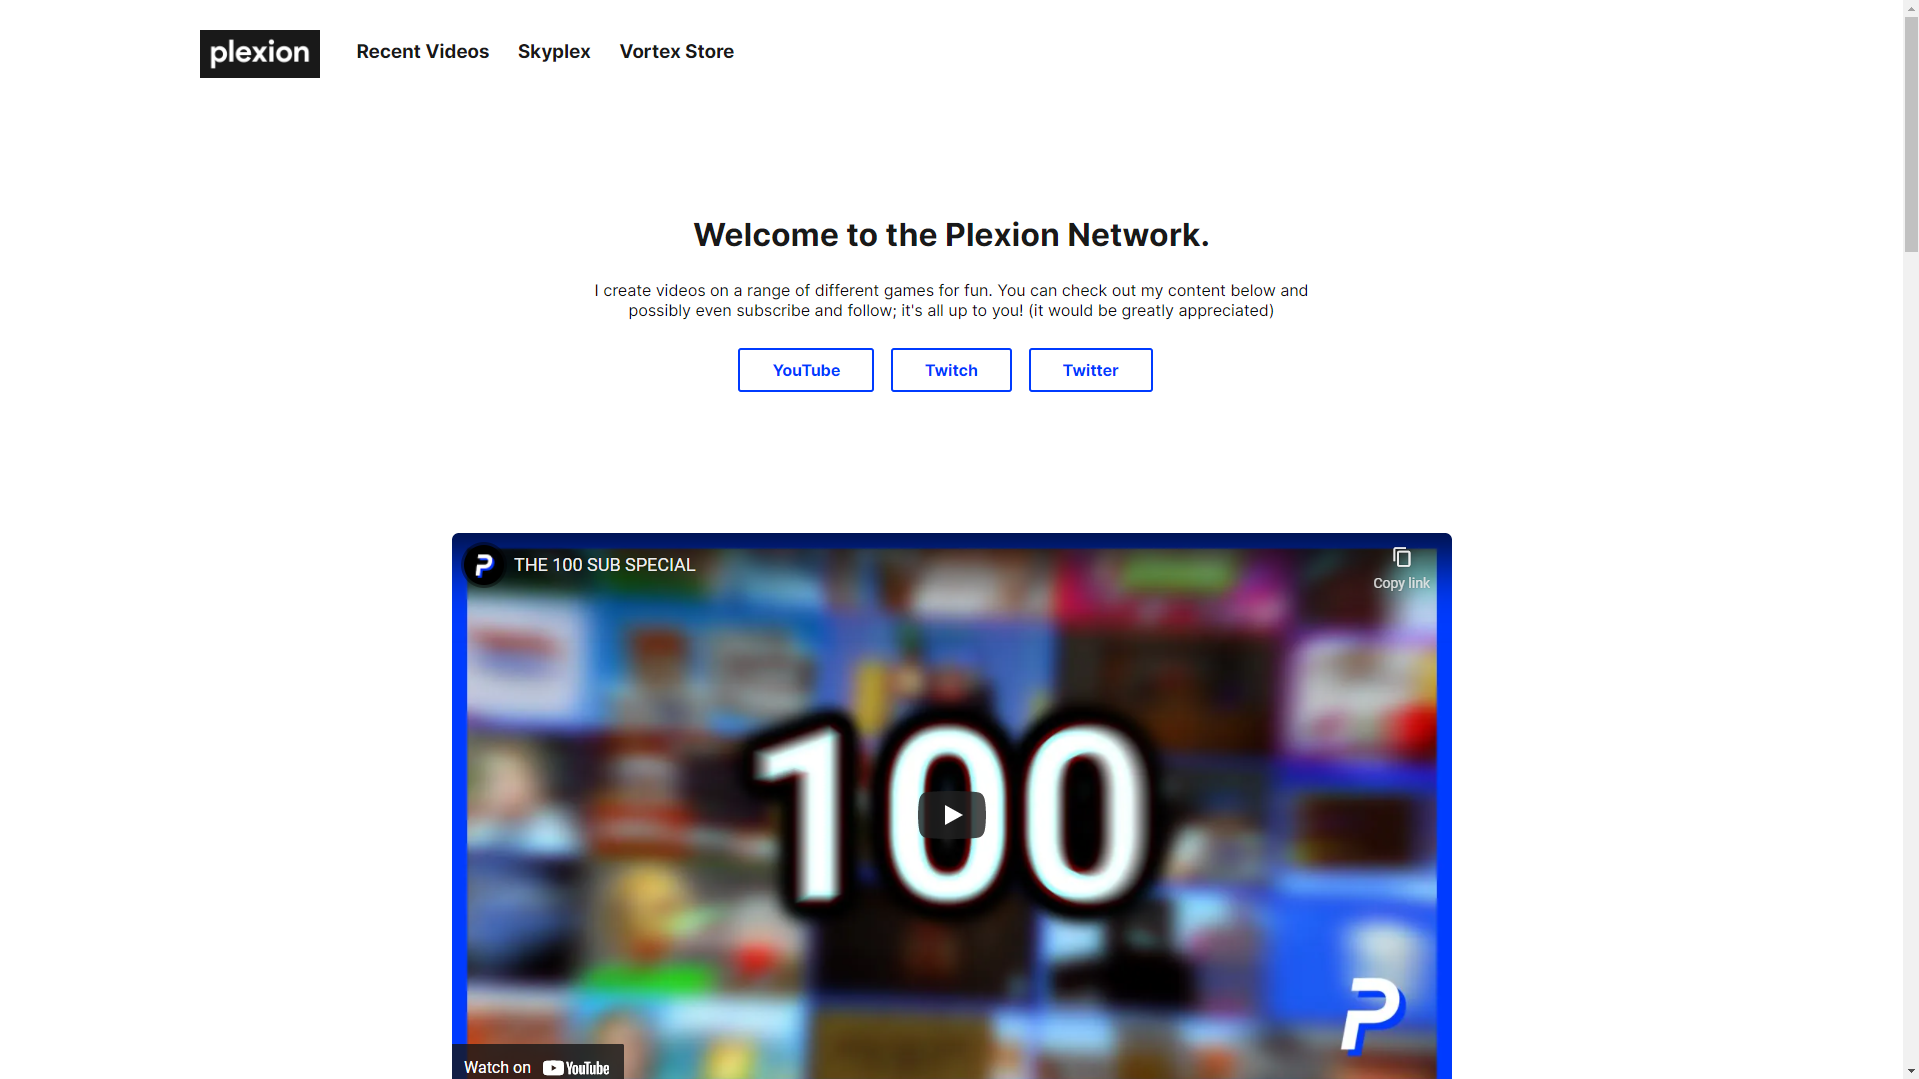 plexion
Recent Videos
Skyplex
Vortex Store
Welcome to the Plexion Network.
I create videos on a range of different games for fun. You can check out my content below and
possibly even subscribe and follow; it's all up to you! (it would be greatly appreciated)
YouTube
Twitch
Twitter
P
THE 100 SUB SPECIAL
Copy link
100
P
Watch on YouTube